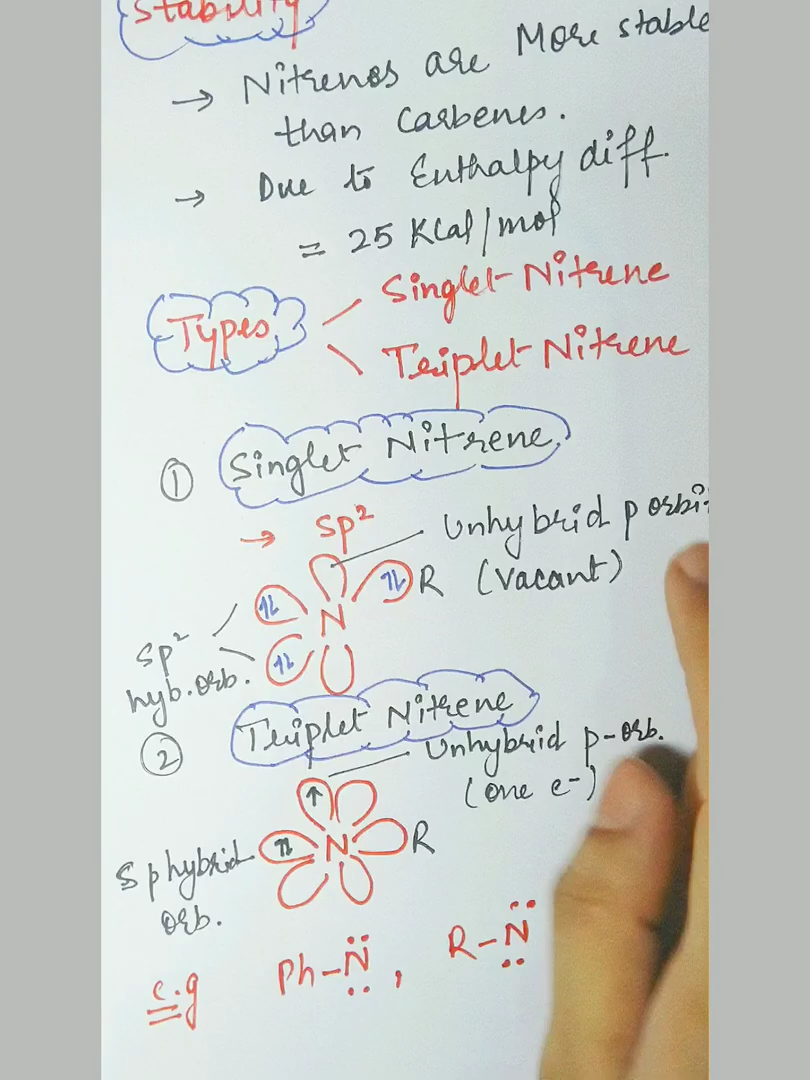 Stability
→ Nitrenes are More stable
than Carbenes.
→ Due to Enthalpy diff.
= 25 Kcal/mol
Types
Singlet Nitrene
Triplet Nitrene
① Singlet Nitrene
→ Sp²
Unhybrid p orbi
(Vacant)
N
R
Sp²
hyb.orb.
② Triplet Nitrene
Unhybrid p-orb.
(one e-)
Sp hybrid
orb.
N
R
e.g Ph-N̈, R-N̈